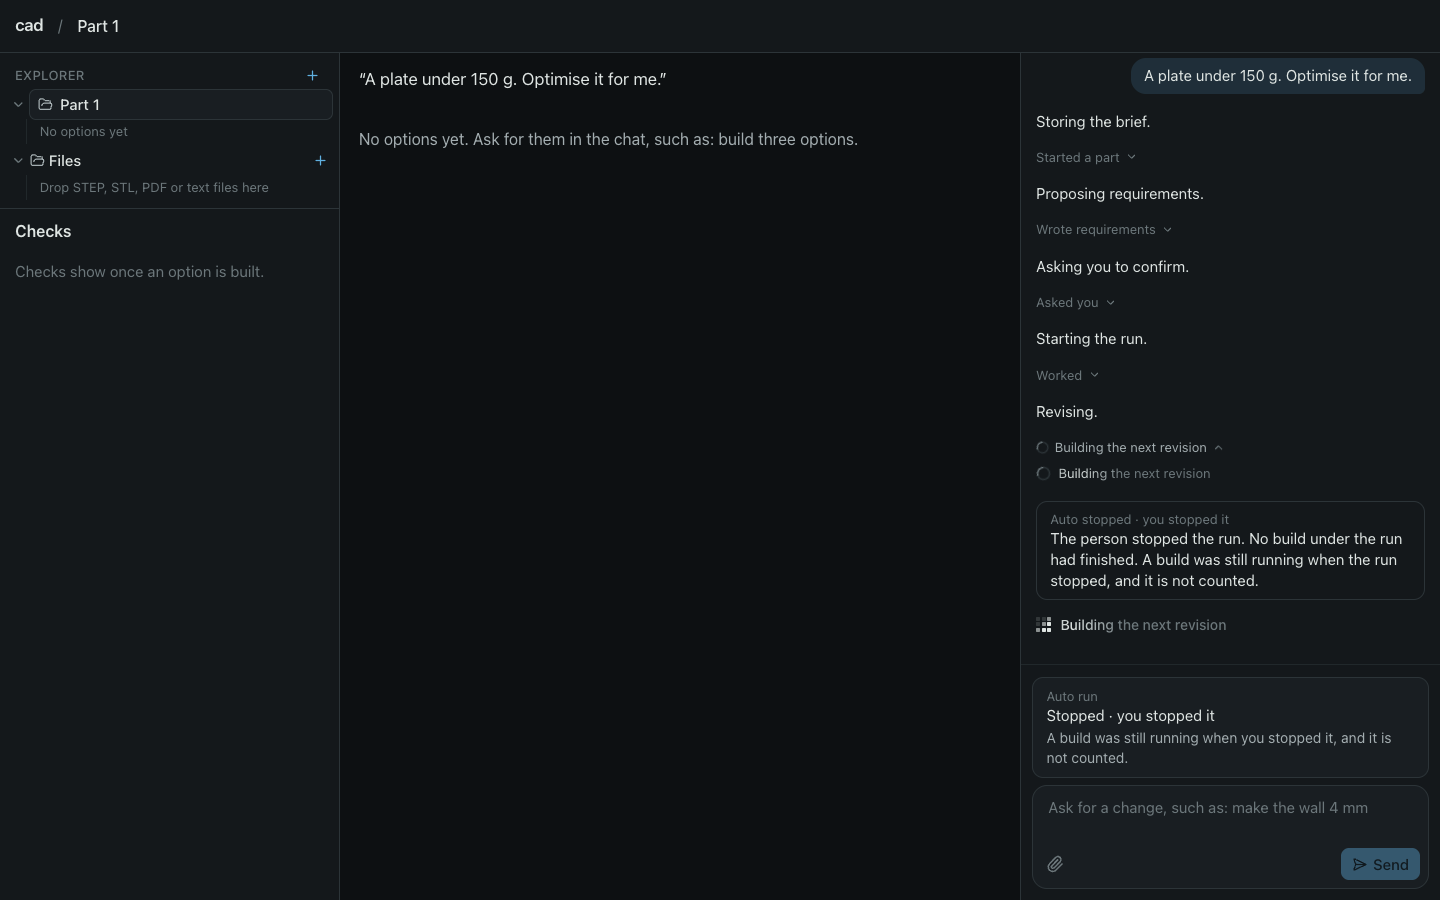 cad / Part 1
EXPLORER
Part 1
No options yet
Files
Drop STEP, STL, PDF or text files here
Checks
Checks show once an option is built.
“A plate under 150 g. Optimise it for me.”
No options yet. Ask for them in the chat, such as: build three options.
A plate under 150 g. Optimise it for me.
Storing the brief.
Started a part
Proposing requirements.
Wrote requirements
Asking you to confirm.
Asked you
Starting the run.
Worked
Revising.
Building the next revision
Building the next revision
Auto stopped · you stopped it
The person stopped the run. No build under the run
had finished. A build was still running when the run
stopped, and it is not counted.
Building the next revision
Auto run
Stopped · you stopped it
A build was still running when you stopped it, and it is
not counted.
Ask for a change, such as: make the wall 4 mm
Send